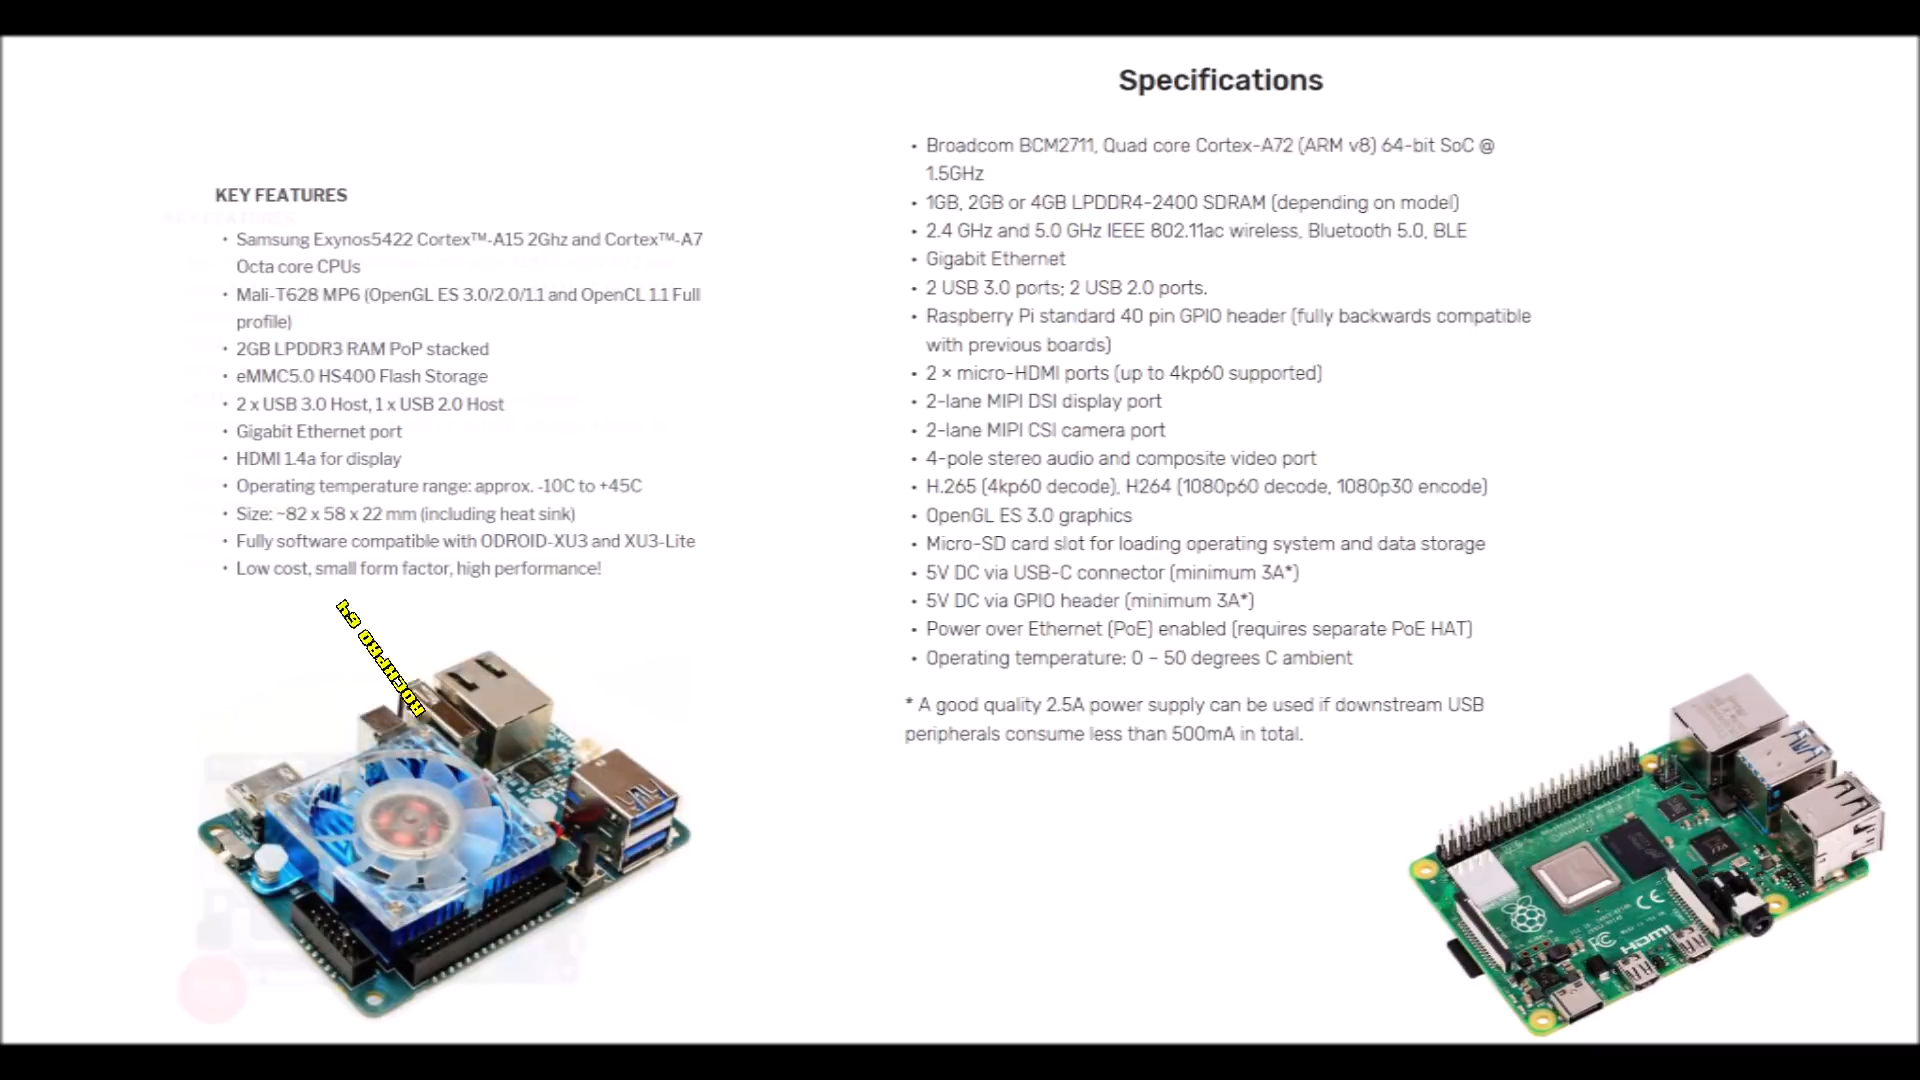 Specifications
KEY FEATURES
• Samsung Exynos5422 Cortex™-A15 2Ghz and Cortex™-A7
Octa core CPUs
• Mali-T628 MP6 (OpenGL ES 3.0/2.0/1.1 and OpenCL 1.1 Full
profile)
• 2GB LPDDR3 RAM PoP stacked
• eMMC5.0 HS400 Flash Storage
• 2 x USB 3.0 Host, 1 x USB 2.0 Host
• Gigabit Ethernet port
• HDMI 1.4a for display
• Operating temperature range: approx. -10C to +45C
• Size: ~82 x 58 x 22 mm (including heat sink)
• Fully software compatible with ODROID-XU3 and XU3-Lite
• Low cost, small form factor, high performance!
ROCKPRO 64
• Broadcom BCM2711, Quad core Cortex-A72 (ARM v8) 64-bit SoC @
1.5GHz
• 1GB, 2GB or 4GB LPDDR4-2400 SDRAM (depending on model)
• 2.4 GHz and 5.0 GHz IEEE 802.11ac wireless, Bluetooth 5.0, BLE
• Gigabit Ethernet
• 2 USB 3.0 ports; 2 USB 2.0 ports.
• Raspberry Pi standard 40 pin GPIO header (fully backwards compatible
with previous boards)
• 2 × micro-HDMI ports (up to 4kp60 supported)
• 2-lane MIPI DSI display port
• 2-lane MIPI CSI camera port
• 4-pole stereo audio and composite video port
• H.265 (4kp60 decode), H264 (1080p60 decode, 1080p30 encode)
• OpenGL ES 3.0 graphics
• Micro-SD card slot for loading operating system and data storage
• 5V DC via USB-C connector (minimum 3A*)
• 5V DC via GPIO header (minimum 3A*)
• Power over Ethernet (PoE) enabled (requires separate PoE HAT)
• Operating temperature: 0 – 50 degrees C ambient
* A good quality 2.5A power supply can be used if downstream USB
peripherals consume less than 500mA in total.
CE
FC HDMI